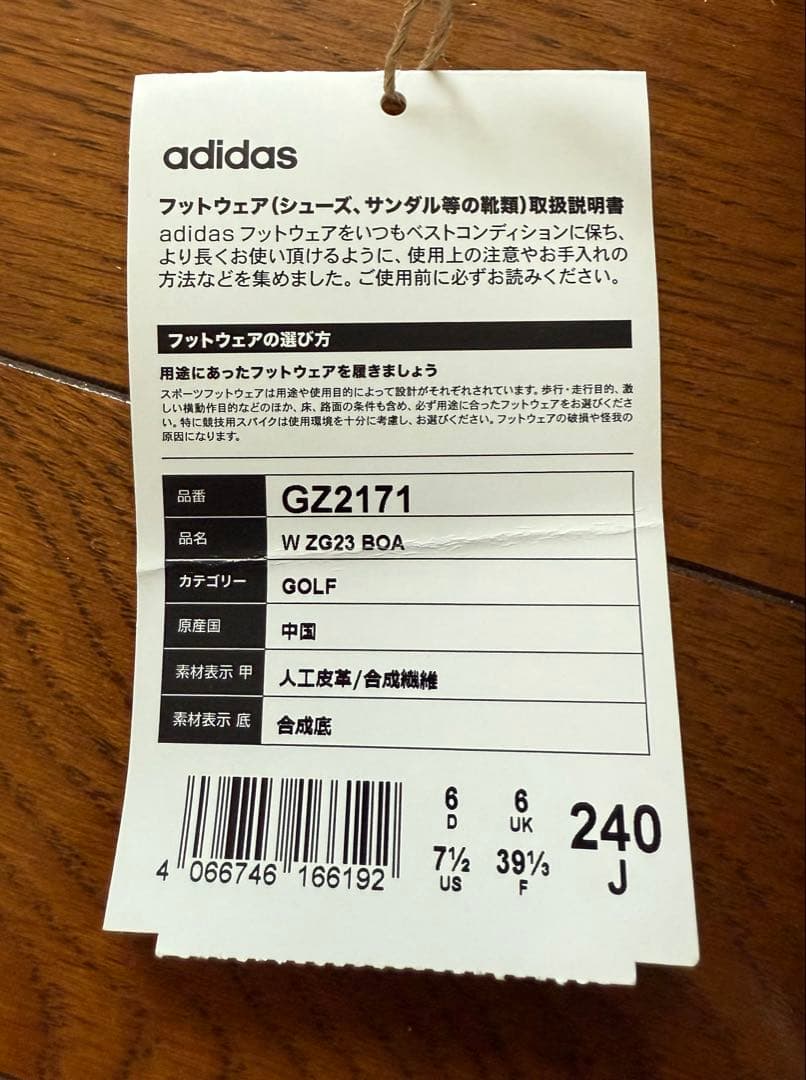 adidas
フットウェア(シューズ、サンダル等の靴類)取扱説明書
adidas フットウェアをいつもベストコンディションに保ち、
より長くお使い頂けるように、使用上の注意やお手入れの
方法などを集めました。ご使用前に必ずお読みください。
フットウェアの選び方
用途にあったフットウェアを履きましょう
スポーツフットウェアは用途や使用目的によって設計がそれぞれされています。歩行・走行目的、激
しい横動作目的などのほか、床、路面の条件も含め、必ず用途に合ったフットウェアをお選びくださ
い。特に競技用スパイクは使用環境を十分に考慮し、お選びください。フットウェアの破損や怪我の
原因になります。
品番 GZ2171
品名 W ZG23 BOA
カテゴリー GOLF
原産国 中国
素材表示 甲 人工皮革/合成繊維
素材表示 底 合成底
6 6 240
D UK J
7½ 39⅓
US F
4 066746 166192